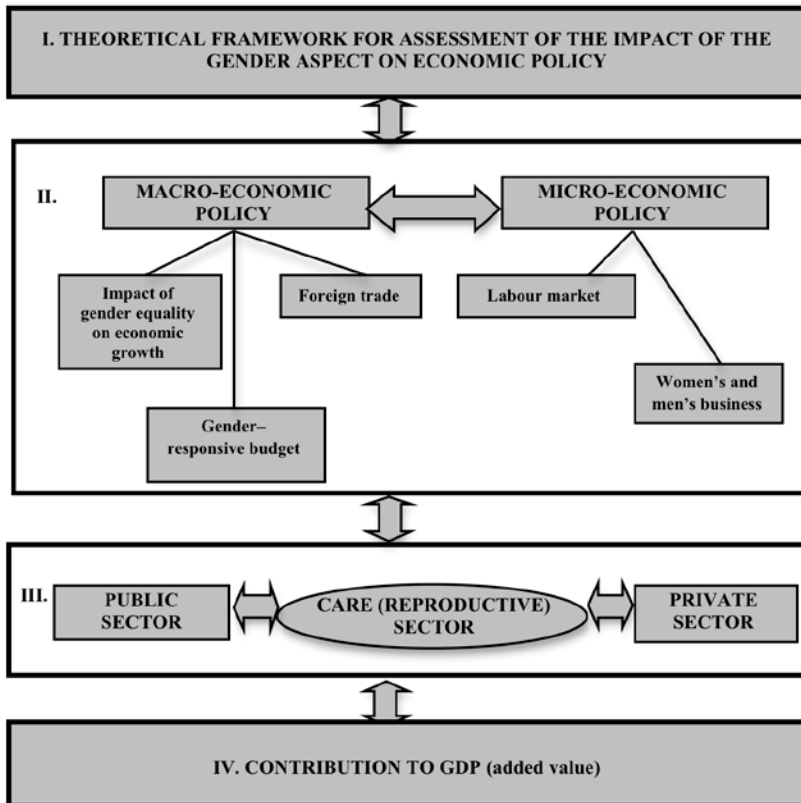 I. THEORETICAL FRAMEWORK FOR ASSESSMENT OF THE IMPACT OF THE
GENDER ASPECT ON ECONOMIC POLICY
II.
MACRO-ECONOMIC
POLICY
MICRO-ECONOMIC
POLICY
Impact of
gender equality
on economic
growth
Foreign trade
Labour market
Women’s and
men’s business
Gender–
responsive budget
III.
PUBLIC
SECTOR
CARE (REPRODUCTIVE)
SECTOR
PRIVATE
SECTOR
IV. CONTRIBUTION TO GDP (added value)